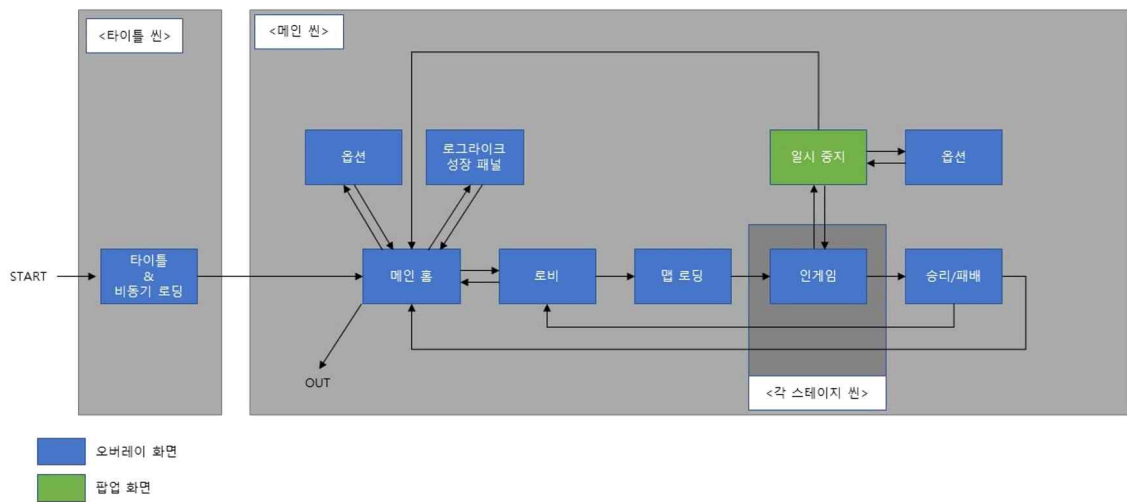 <타이틀 씬>
<메인 씬>
옵션
로그라이크
성장 패널
일시 중지
옵션
START
타이틀
&
비동기 로딩
메인 홈
로비
맵 로딩
인게임
승리/패배
OUT
<각 스테이지 씬>
오버레이 화면
팝업 화면